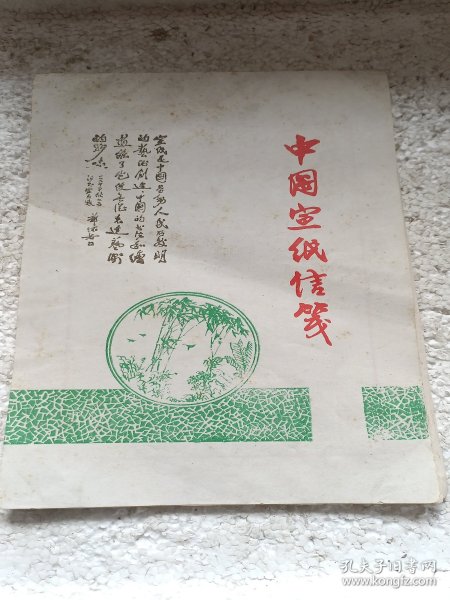 中国宣纸信笺
宣纸是中国劳动人民所发明
的艺术创造中国的书法和绘
画离了它便无从表达艺术
的妙味
郭沫若
孔夫子旧书网
www.kongfz.com